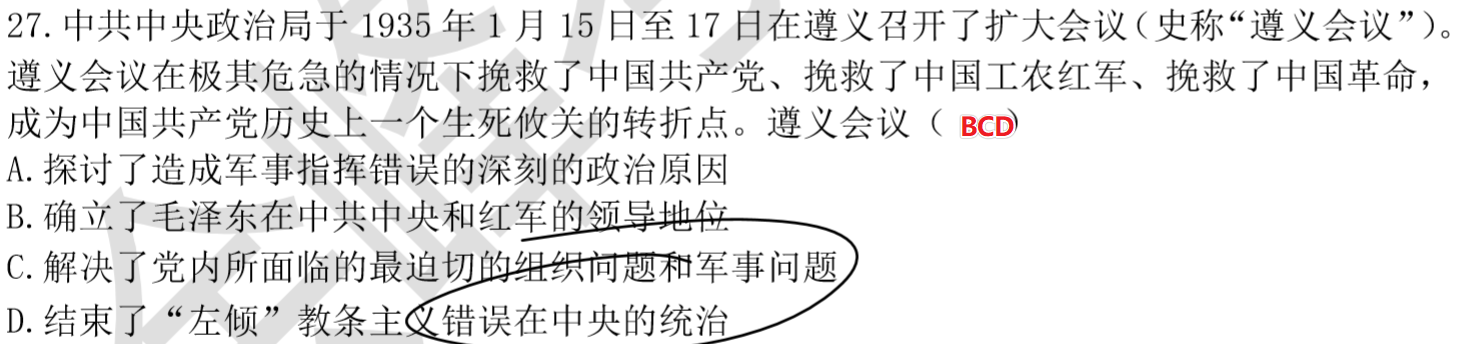 27.中共中央政治局于 1935 年 1 月 15 日至 17 日在遵义召开了扩大会议(史称“遵义会议”)。
遵义会议在极其危急的情况下挽救了中国共产党、挽救了中国工农红军、挽救了中国革命,
成为中国共产党历史上一个生死攸关的转折点。遵义会议( BCD)
A.探讨了造成军事指挥错误的深刻的政治原因
B.确立了毛泽东在中共中央和红军的领导地位
C.解决了党内所面临的最迫切的组织问题和军事问题
D.结束了“左倾”教条主义错误在中央的统治